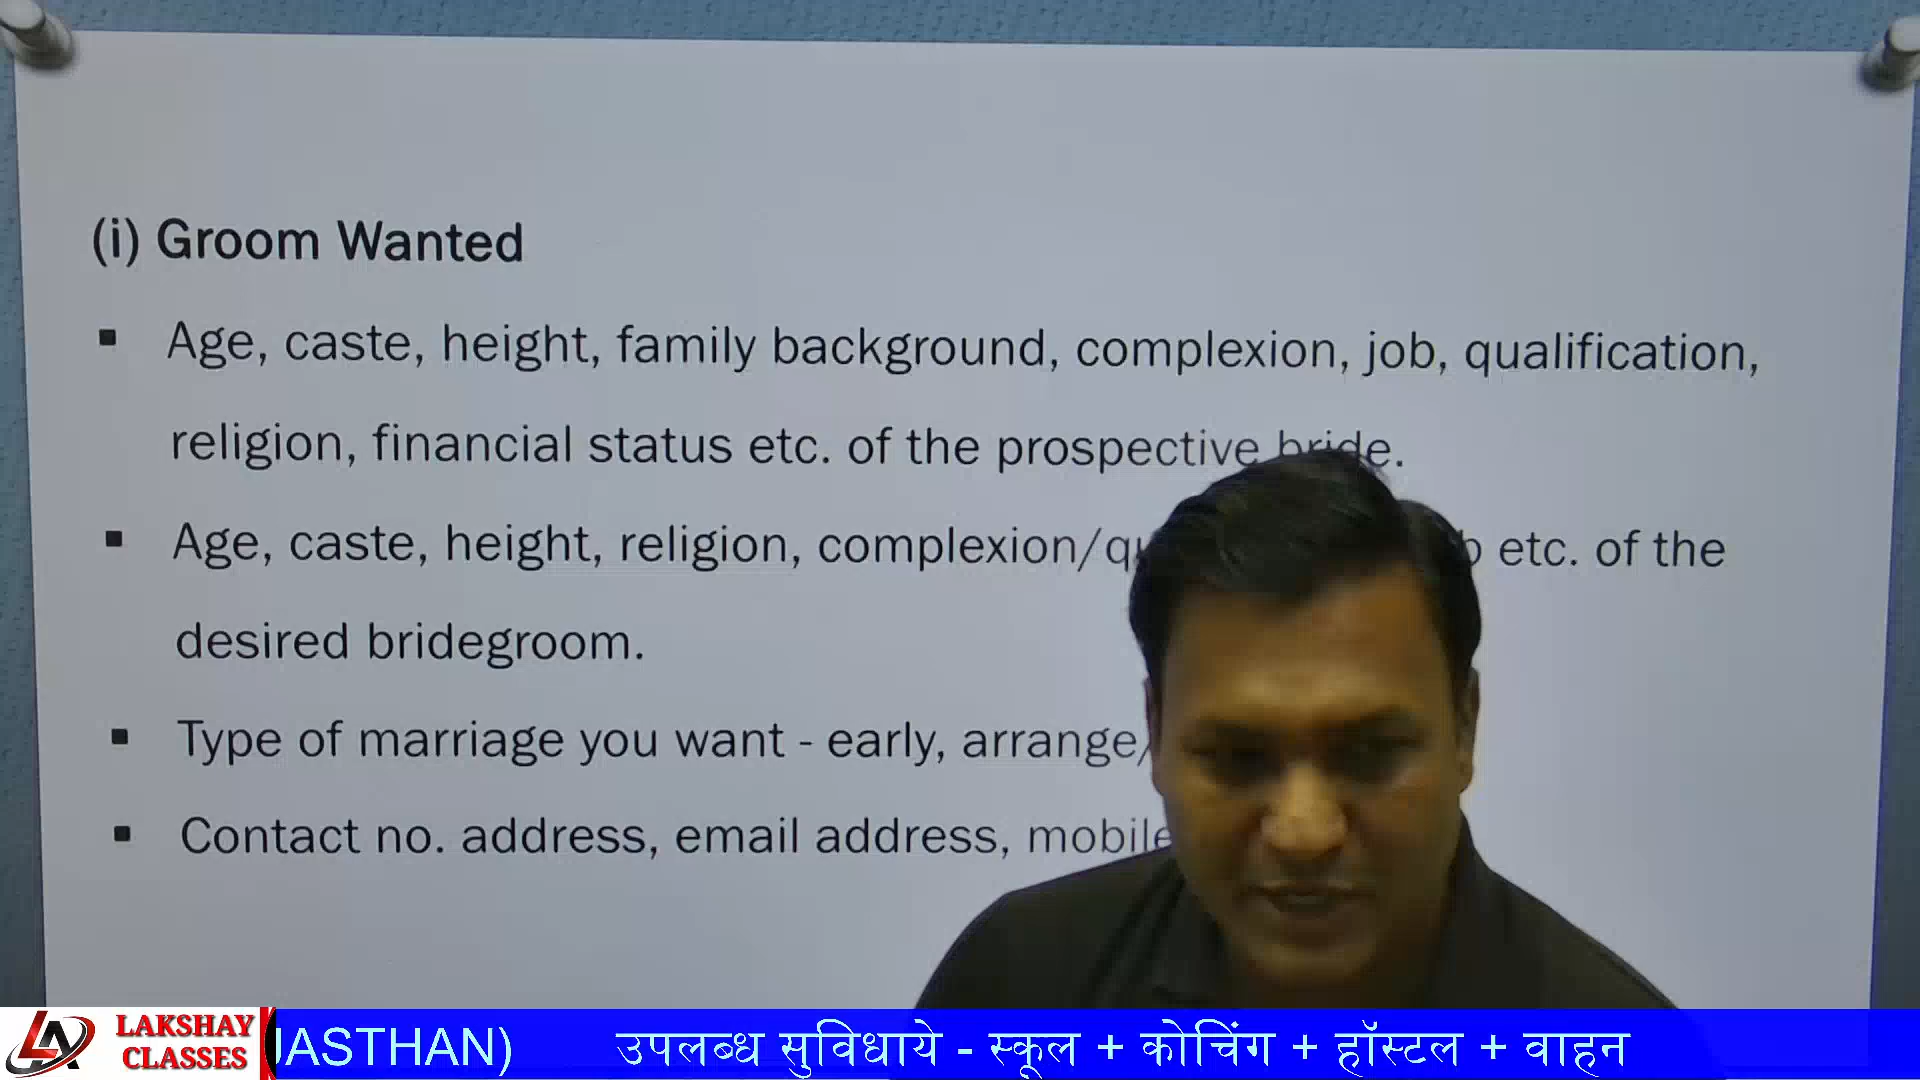 (i) Groom Wanted
▪ Age, caste, height, family background, complexion, job, qualification,
religion, financial status etc. of the prospective bride.
▪ Age, caste, height, religion, complexion/ etc. of the
desired bridegroom.
▪ Type of marriage you want - early, arrange/
▪ Contact no. address, email address, mobile
LAKSHAY
CLASSES
JASTHAN) उपलब्ध सुविधाये - स्कूल + कोचिंग + हॉस्टल + वाहन